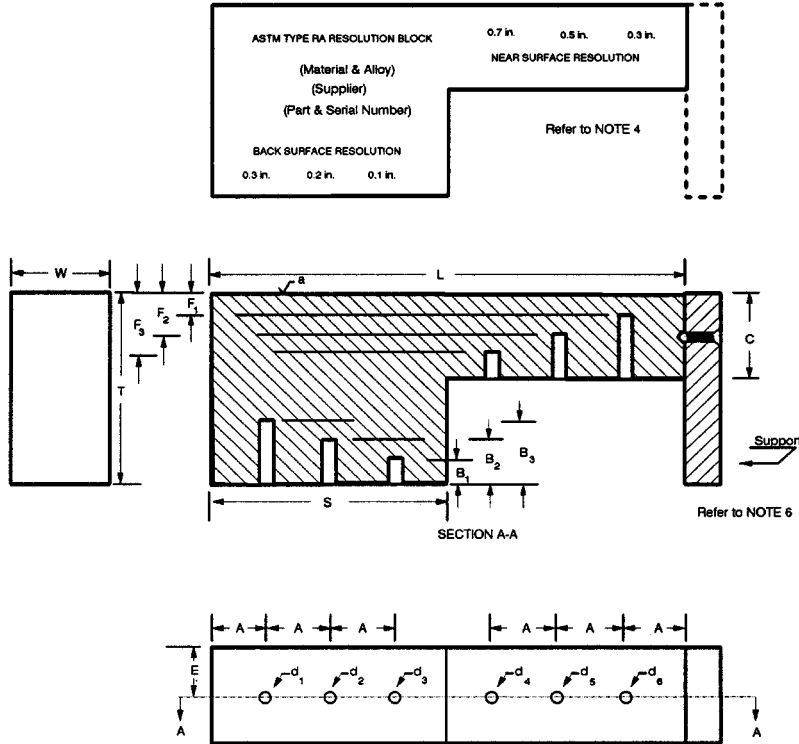 ASTM TYPE RA RESOLUTION BLOCK
0.7 in. 0.5 in. 0.3 in.
NEAR SURFACE RESOLUTION
(Material & Alloy)
(Supplier)
(Part & Serial Number)
Refer to NOTE 4
BACK SURFACE RESOLUTION
0.3 in. 0.2 in. 0.1 in.
W
L
a
F1
F2
F3
C
T
B1
B2
B3
Support
S
Refer to NOTE 6
SECTION A-A
A A A A A A
E
d1 d2 d3 d4 d5 d6
A A